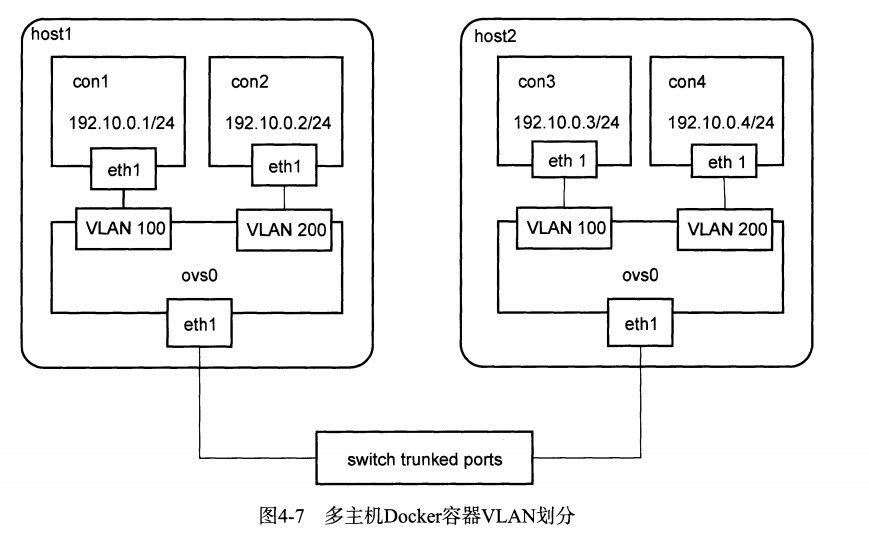 host1
host2
con1
con2
con3
con4
192.10.0.1/24
192.10.0.2/24
192.10.0.3/24
192.10.0.4/24
eth1
eth1
eth 1
eth 1
VLAN 100
VLAN 200
VLAN 100
VLAN 200
ovs0
ovs0
eth1
eth1
switch trunked ports
图4-7 多主机Docker容器VLAN划分